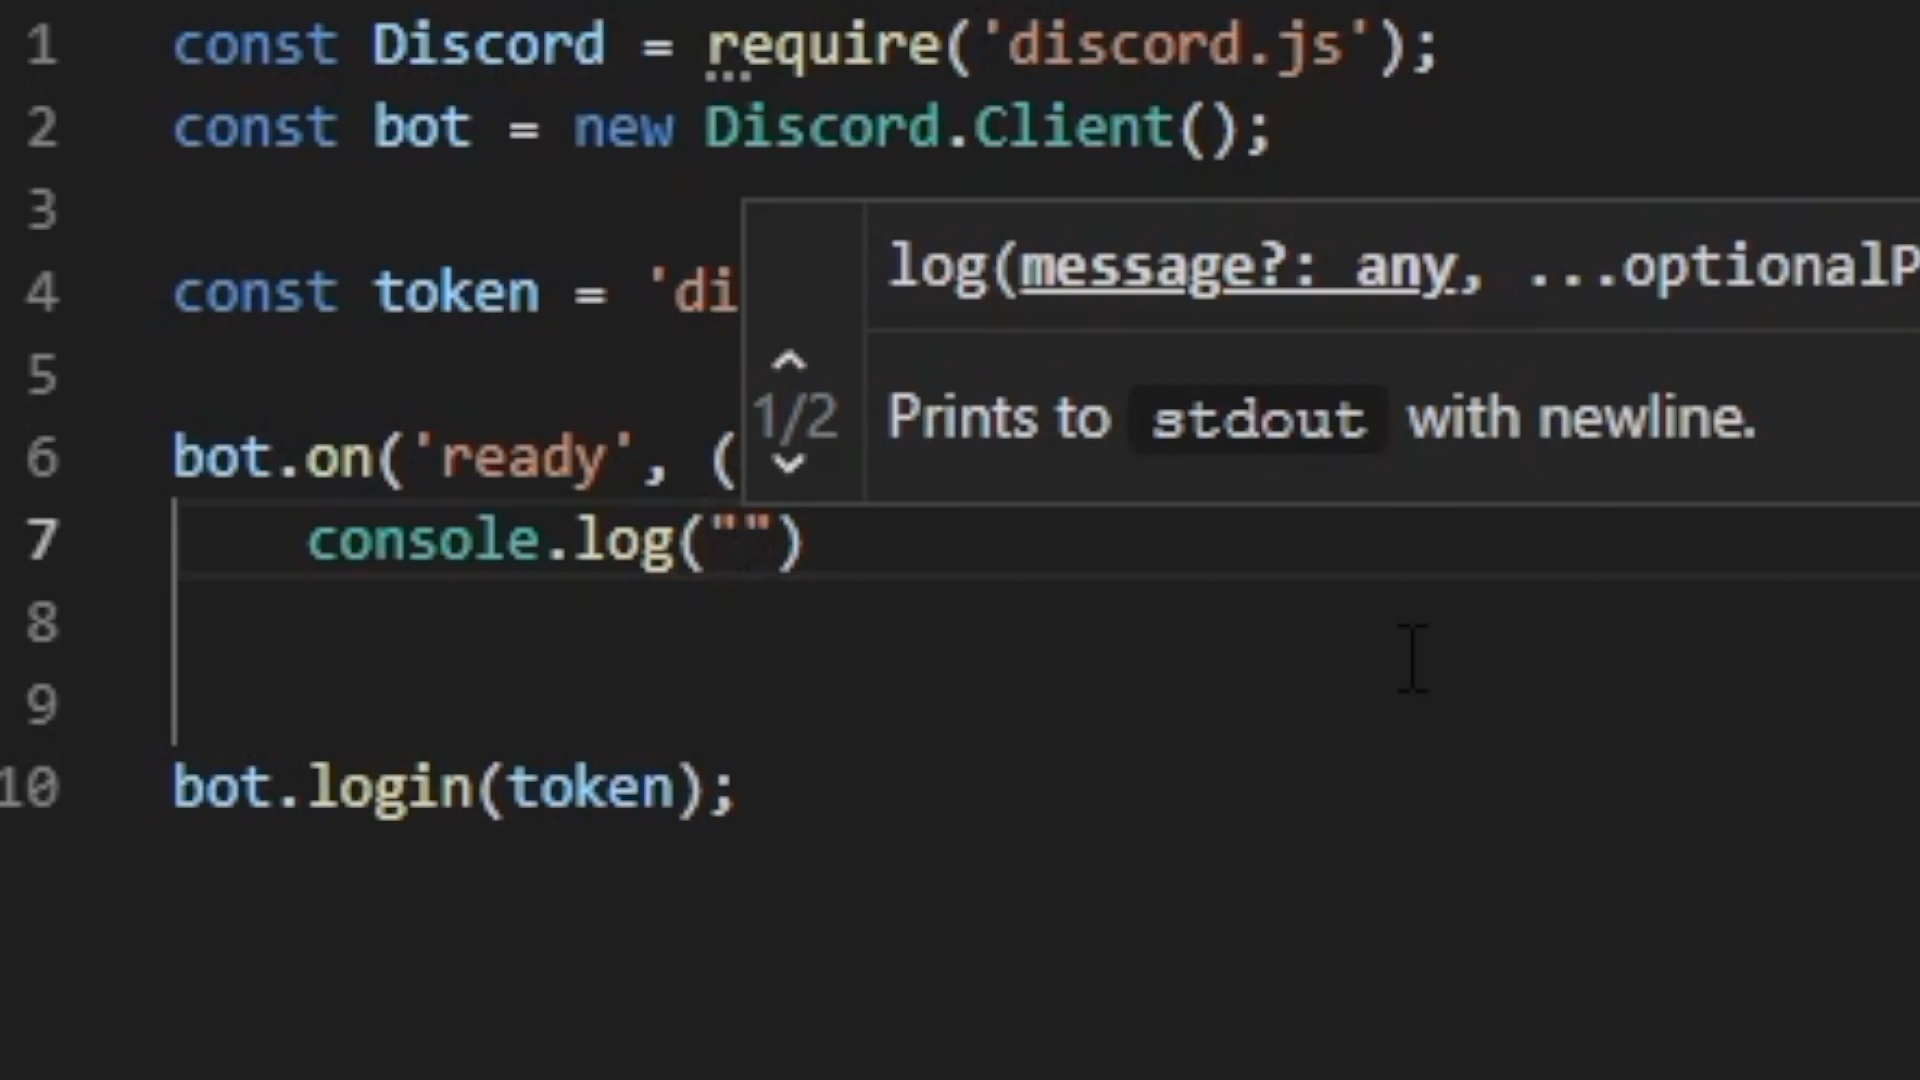 1 const Discord = require('discord.js');
2 const bot = new Discord.Client();
3
log(message?: any, ...optionalP
4 const token = 'di
5
1/2
Prints to stdout with newline.
6 bot.on('ready', (
7 console.log("")
8
9
10 bot.login(token);